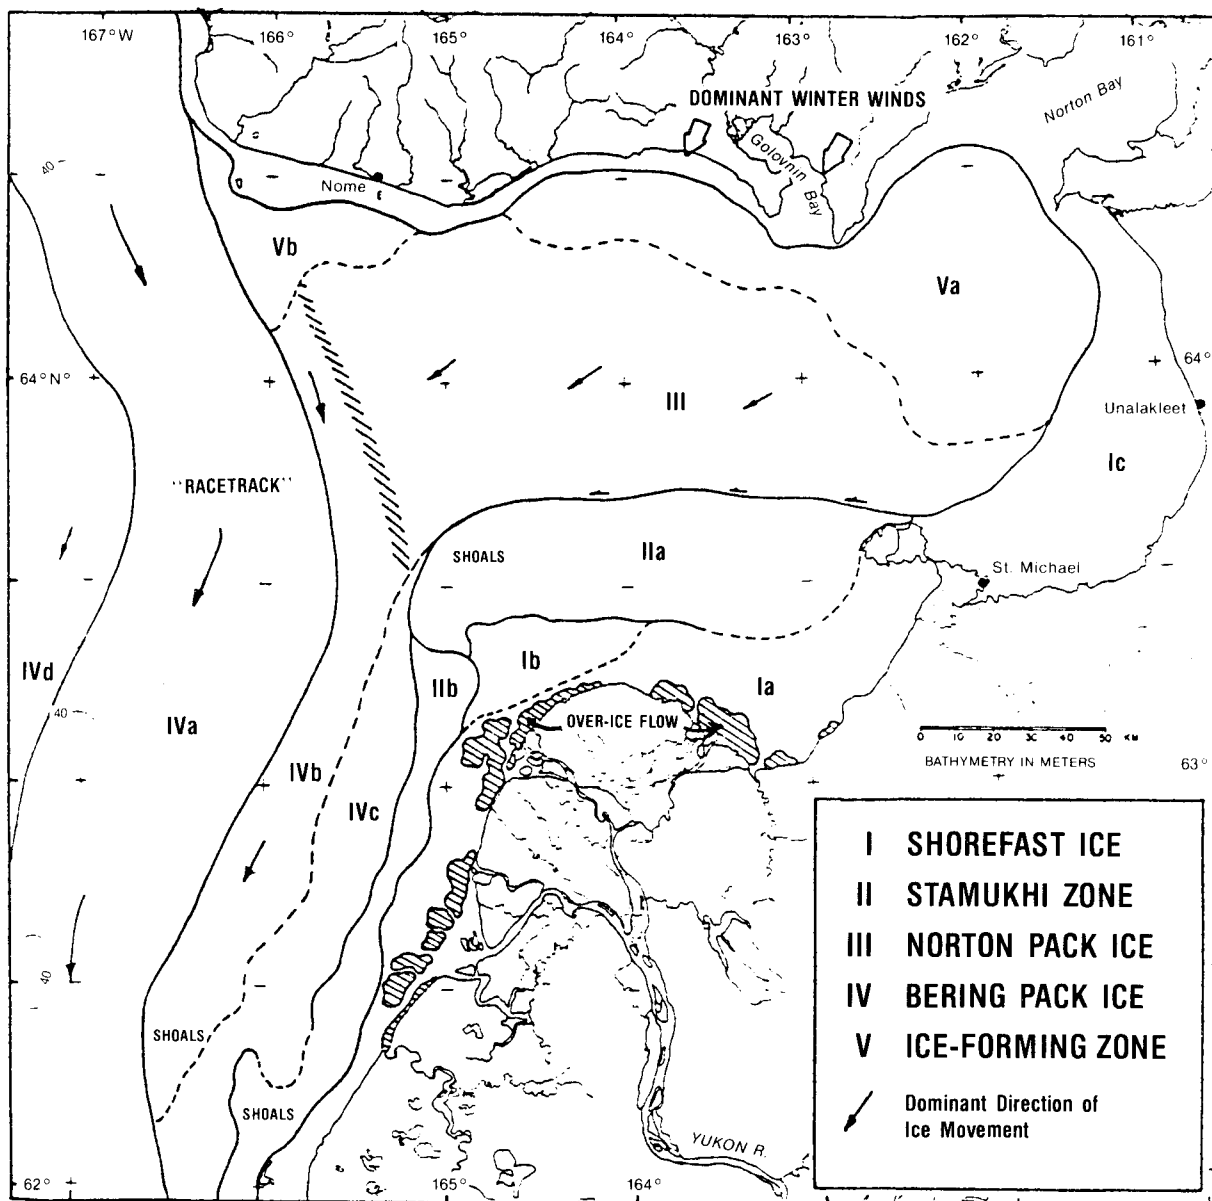 167°W 166° 165° 164° 163° 162° 161°
DOMINANT WINTER WINDS
Norton Bay
Golovnin
Bay
40
Nome
Vb
Va
64°N
64°
III
Unalakleet
Ic
"RACETRACK"
SHOALS
IIa
St. Michael
Ib
IVd
IIb
Ia
40
IVa
OVER-ICE FLOW
0 10 20 30 40 50 KM
BATHYMETRY IN METERS
63°
IVb
IVc
I SHOREFAST ICE
II STAMUKHI ZONE
III NORTON PACK ICE
IV BERING PACK ICE
V ICE-FORMING ZONE
Dominant Direction of
Ice Movement
40
SHOALS
SHOALS
YUKON R.
62°
165° 164°